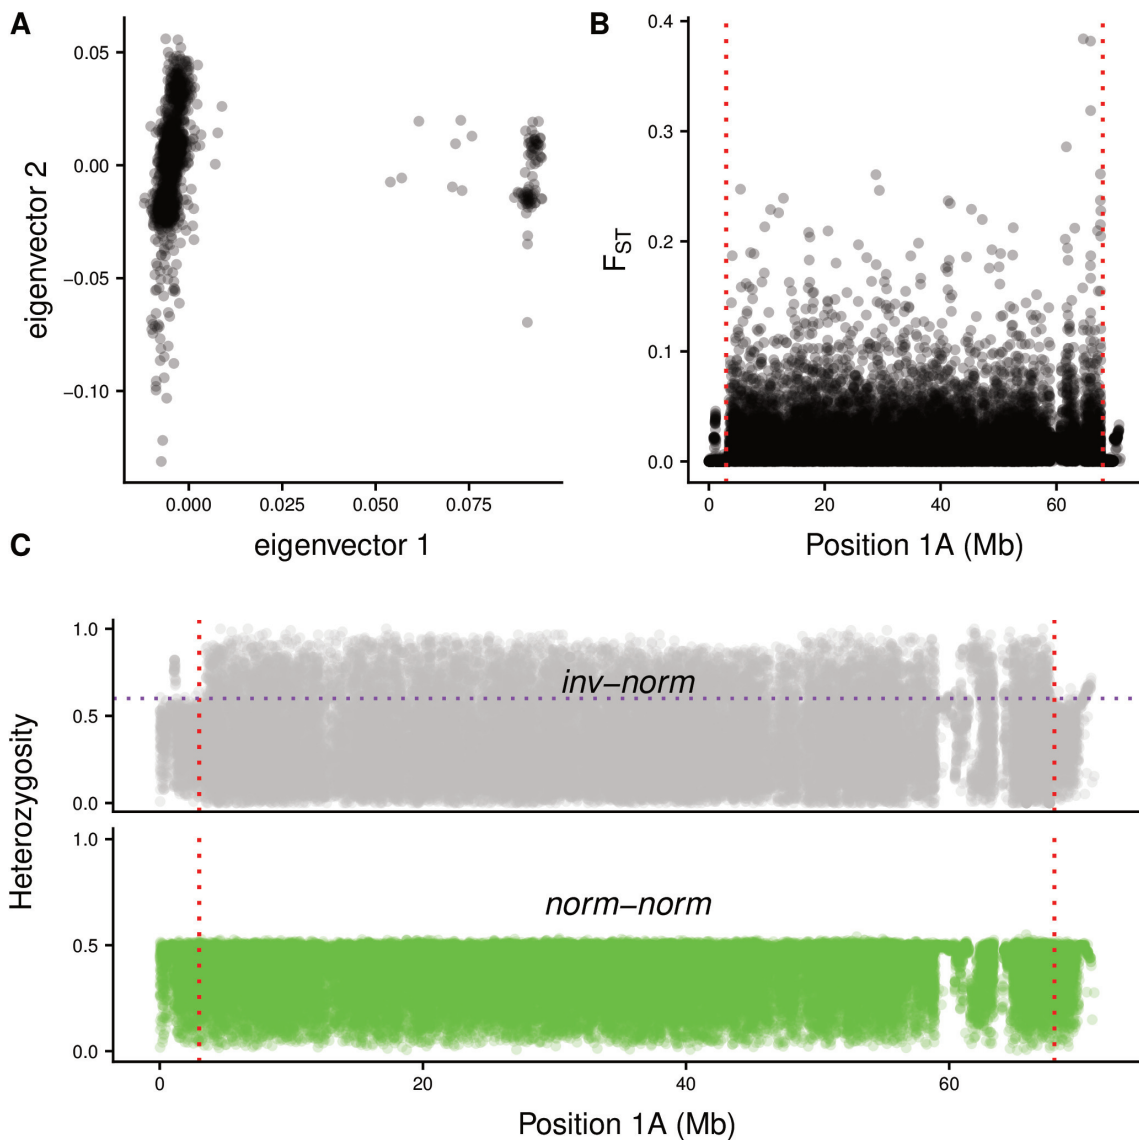 A
0.05
0.00
−0.05
−0.10
eigenvector 2
0.000
0.025
0.050
0.075
eigenvector 1
B
0.4
0.3
0.2
0.1
0.0
FST
0
20
40
60
Position 1A (Mb)
C
Heterozygosity
1.0
0.5
0.0
inv−norm
1.0
0.5
0.0
norm−norm
0
20
40
60
Position 1A (Mb)